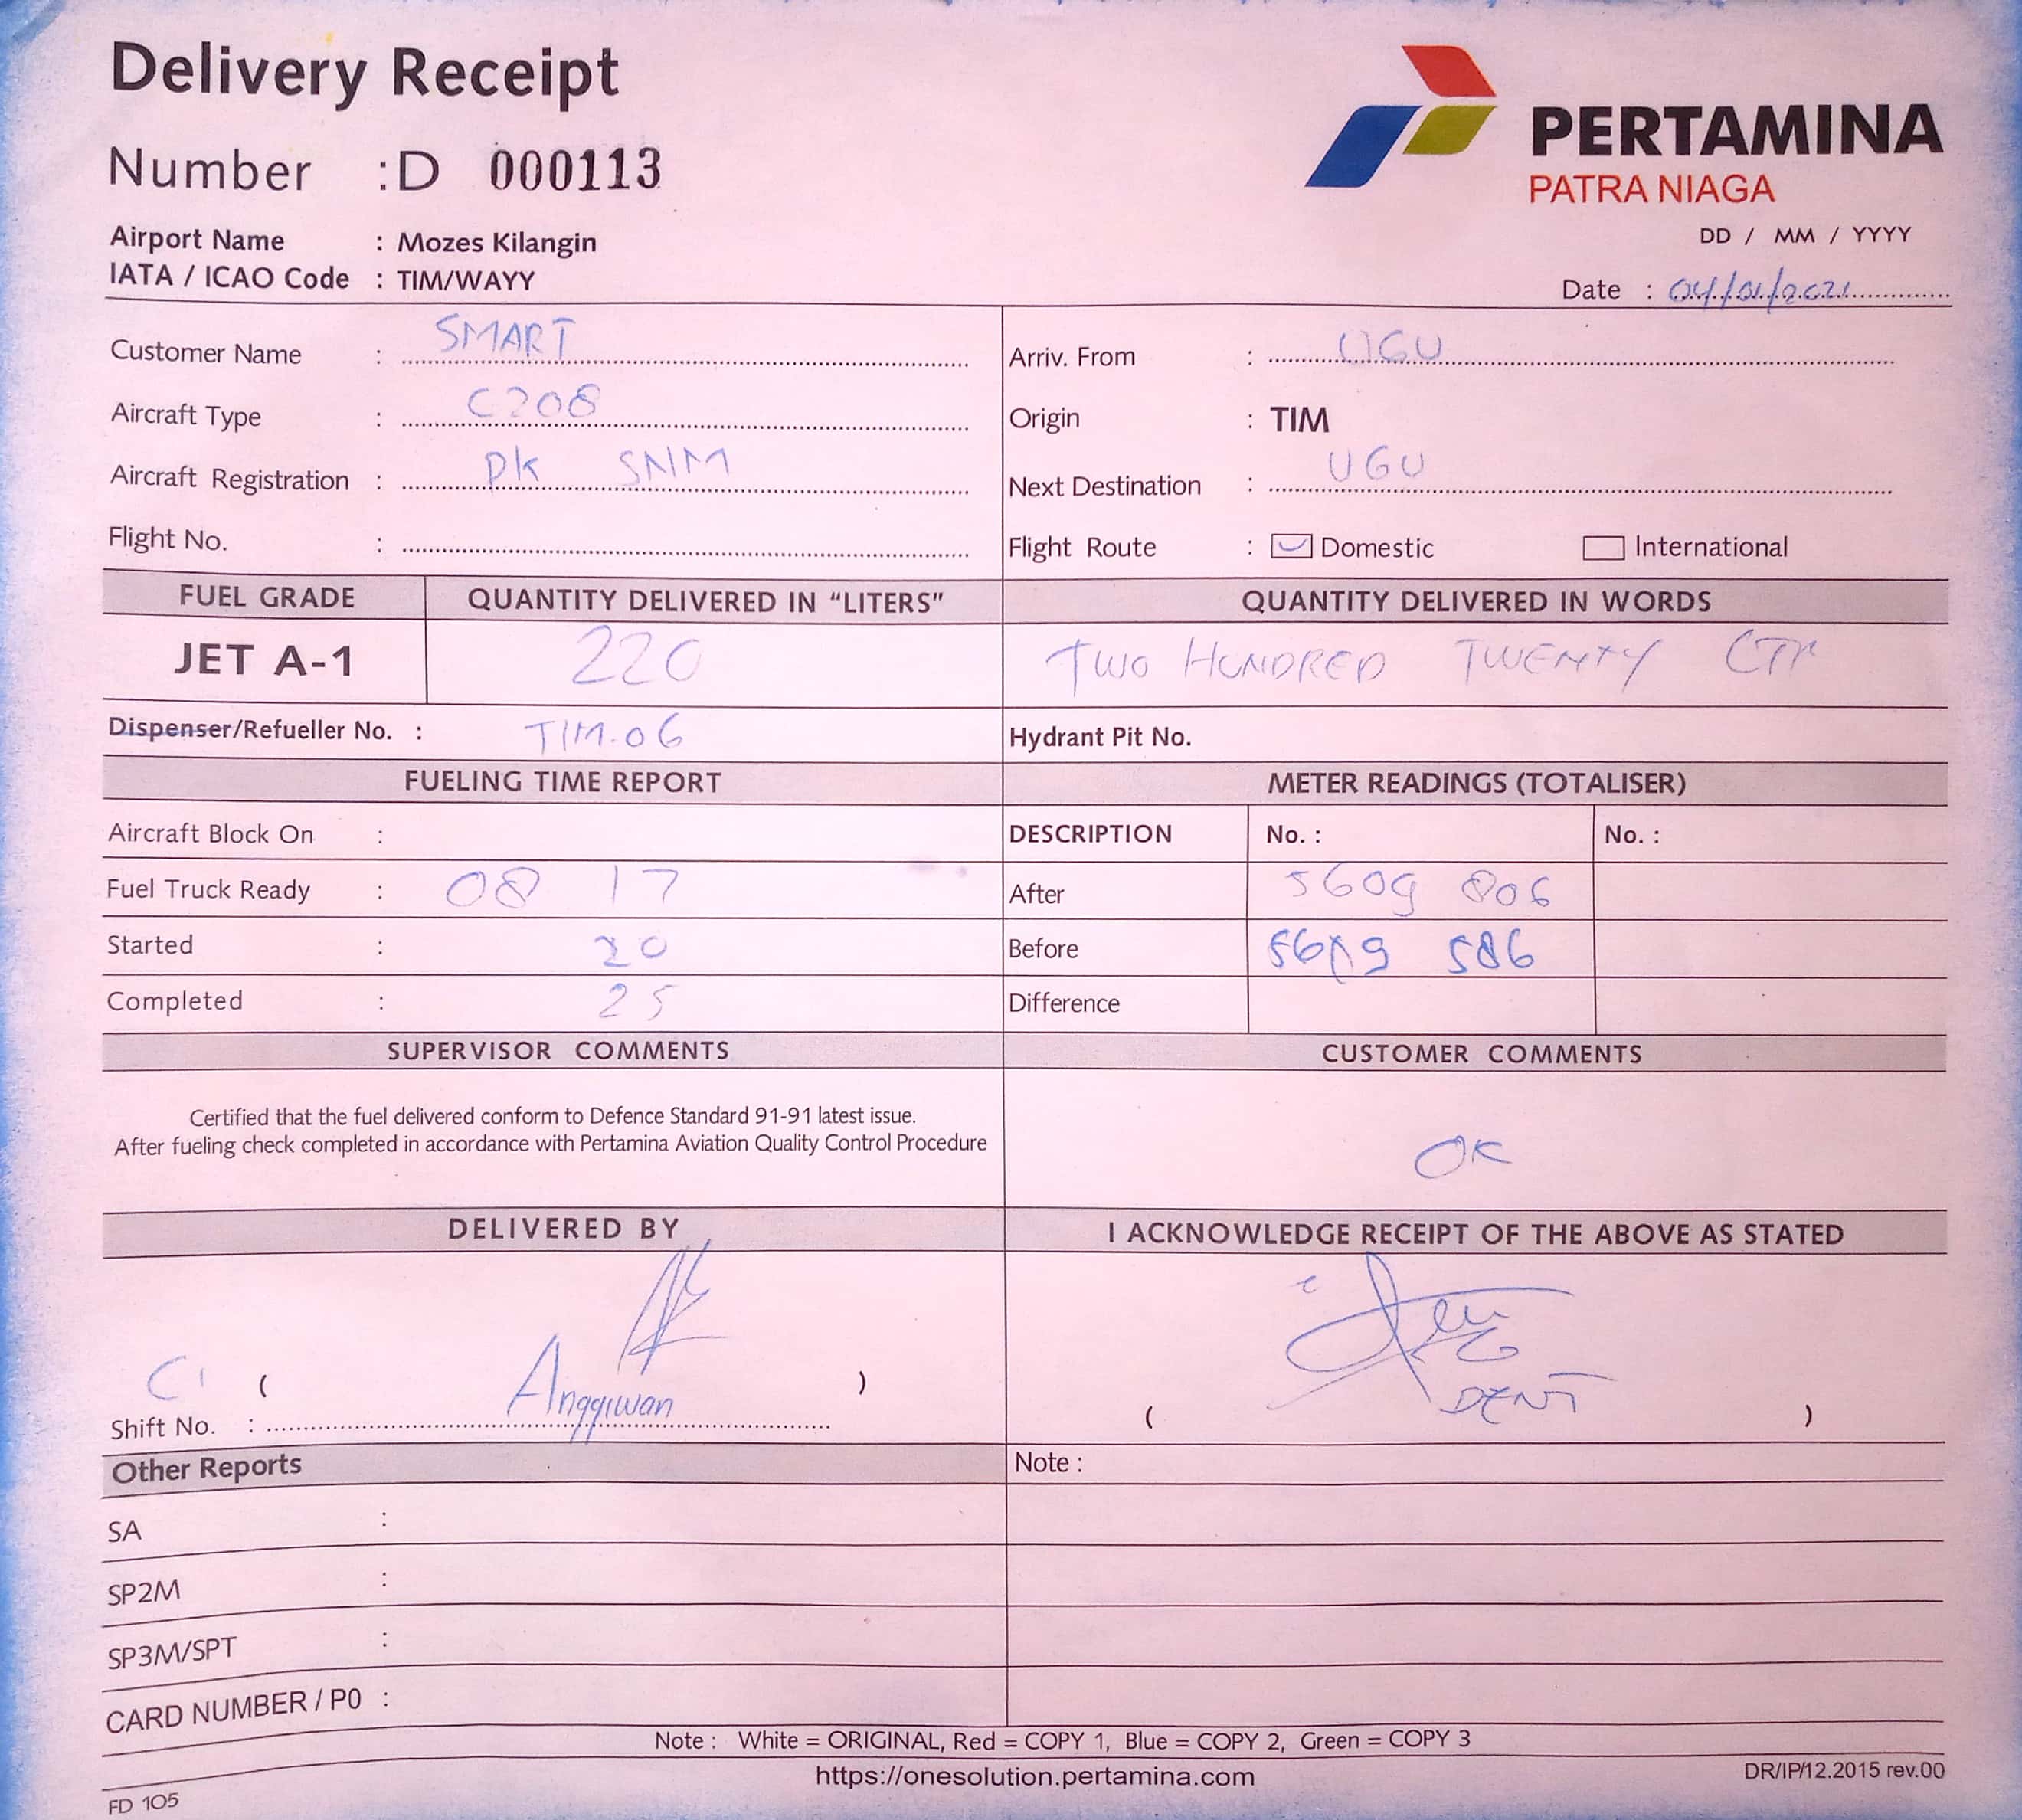 Delivery Receipt
Number : D 000113
PERTAMINA
PATRA NIAGA
Airport Name : Mozes Kilangin
IATA / ICAO Code : TIM/WAYY
DD / MM / YYYY
Date : 04/01/2021
Customer Name : SMART
Arriv. From : UGU
Aircraft Type : C208
Origin : TIM
Aircraft Registration : PK SNM
Next Destination : UGU
Flight No. :
Flight Route : Domestic International
FUEL GRADE QUANTITY DELIVERED IN “LITERS” QUANTITY DELIVERED IN WORDS
JET A-1 220 TWO HUNDRED TWENTY LTR
Dispenser/Refueller No. : TIM.06
Hydrant Pit No.
FUELING TIME REPORT METER READINGS (TOTALISER)
Aircraft Block On :
DESCRIPTION No. : No. :
Fuel Truck Ready : 08 17
After 5609 806
Started : 20
Before 5609 586
Completed : 25
Difference
SUPERVISOR COMMENTS CUSTOMER COMMENTS
Certified that the fuel delivered conform to Defence Standard 91-91 latest issue.
After fueling check completed in accordance with Pertamina Aviation Quality Control Procedure
OK
DELIVERED BY I ACKNOWLEDGE RECEIPT OF THE ABOVE AS STATED
( Anggiwan )
( )
Shift No. :
Other Reports Note :
SA :
SP2M :
SP3M/SPT :
CARD NUMBER / P0 :
Note : White = ORIGINAL, Red = COPY 1, Blue = COPY 2, Green = COPY 3
https://onesolution.pertamina.com
DR/IP/12.2015 rev.00
FD 105